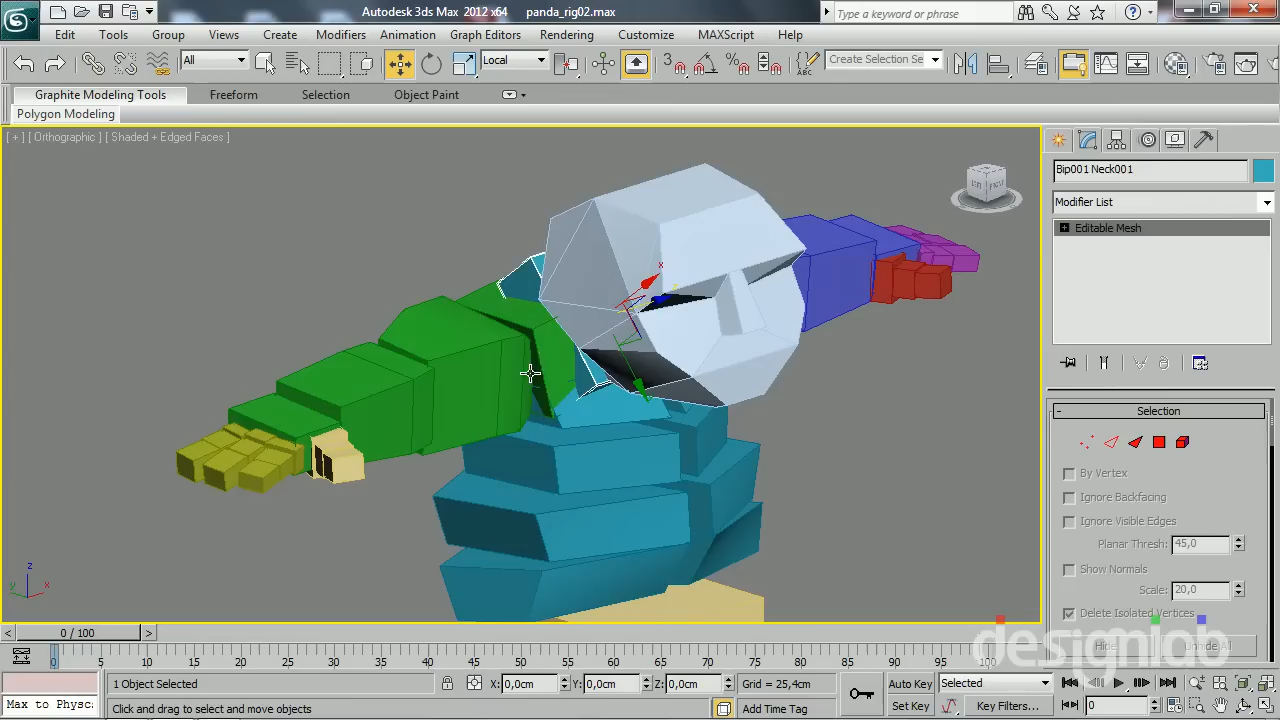 Autodesk 3ds Max 2012 x64 panda_rig02.max
Type a keyword or phrase
Edit Tools Group Views Create Modifiers Animation Graph Editors Rendering Customize MAXScript Help
All
Local
Create Selection Se
Graphite Modeling Tools Freeform Selection Object Paint
Polygon Modeling
[ + ] [ Orthographic ] [ Shaded + Edged Faces ]
Bip001 Neck001
Modifier List
Editable Mesh
x
- Selection
By Vertex
Ignore Backfacing
Ignore Visible Edges
Planar Thresh: 45,0
Show Normals
Scale: 20,0
Delete Isolated Vertices
Hide Unhide All
designlab
z
y x
< 0 / 100 >
0 5 10 15 20 25 30 35 40 45 50 55 60 65 70 75 80 85 90 95 100
1 Object Selected X: 0,0cm Y: 0,0cm Z: 0,0cm Grid = 25,4cm Auto Key Selected
Max to Physc: Click and drag to select and move objects Add Time Tag Set Key Key Filters... 0